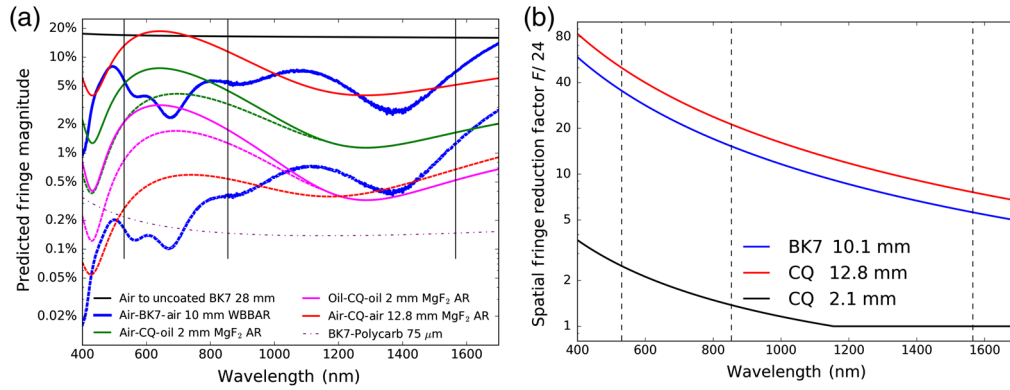 (a)
Predicted fringe magnitude
20%
10%
5%
2%
1%
0.5%
0.2%
0.1%
0.05%
0.02%
Air to uncoated BK7 28 mm
Air-BK7-air 10 mm WBBAR
Air-CQ-oil 2 mm MgF₂ AR
Oil-CQ-oil 2 mm MgF₂ AR
Air-CQ-air 12.8 mm MgF₂ AR
BK7-Polycarb 75 μm
400 600 800 1000 1200 1400 1600
Wavelength (nm)
(b)
Spatial fringe reduction factor F/ 24
80
40
20
10
5
2
1
BK7 10.1 mm
CQ 12.8 mm
CQ 2.1 mm
400 600 800 1000 1200 1400 1600
Wavelength (nm)